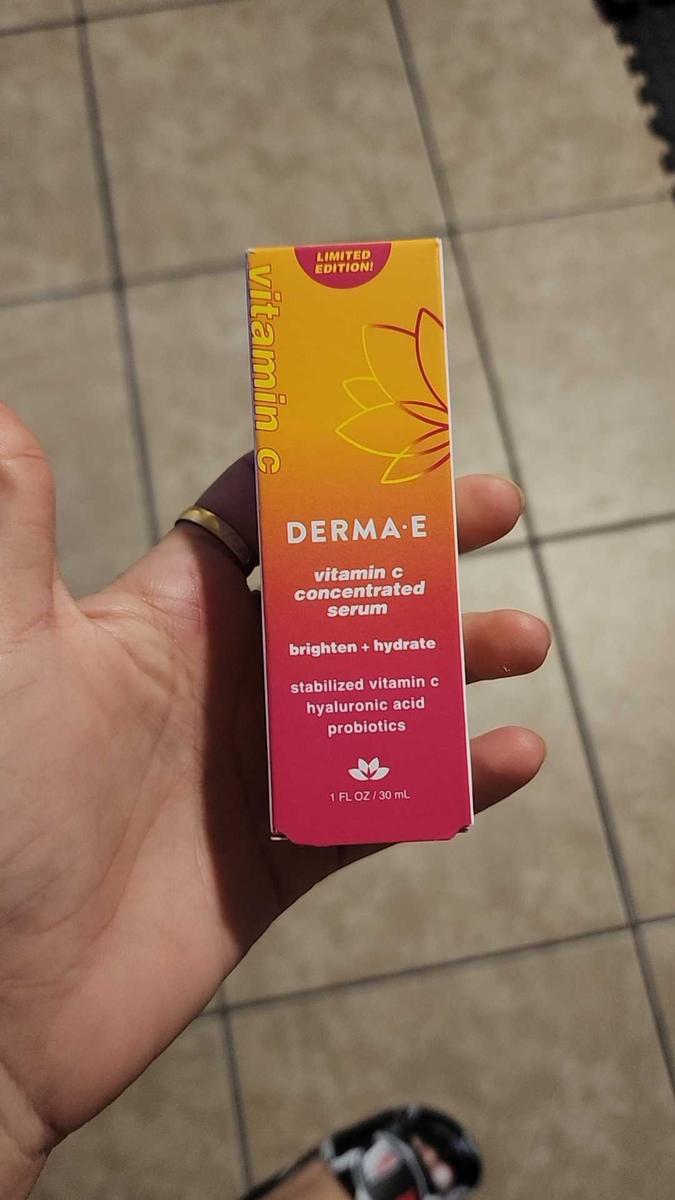 LIMITED
EDITION!
vitamin c
DERMA·E
vitamin c
concentrated
serum
brighten + hydrate
stabilized vitamin c
hyaluronic acid
probiotics
1 FL OZ / 30 mL